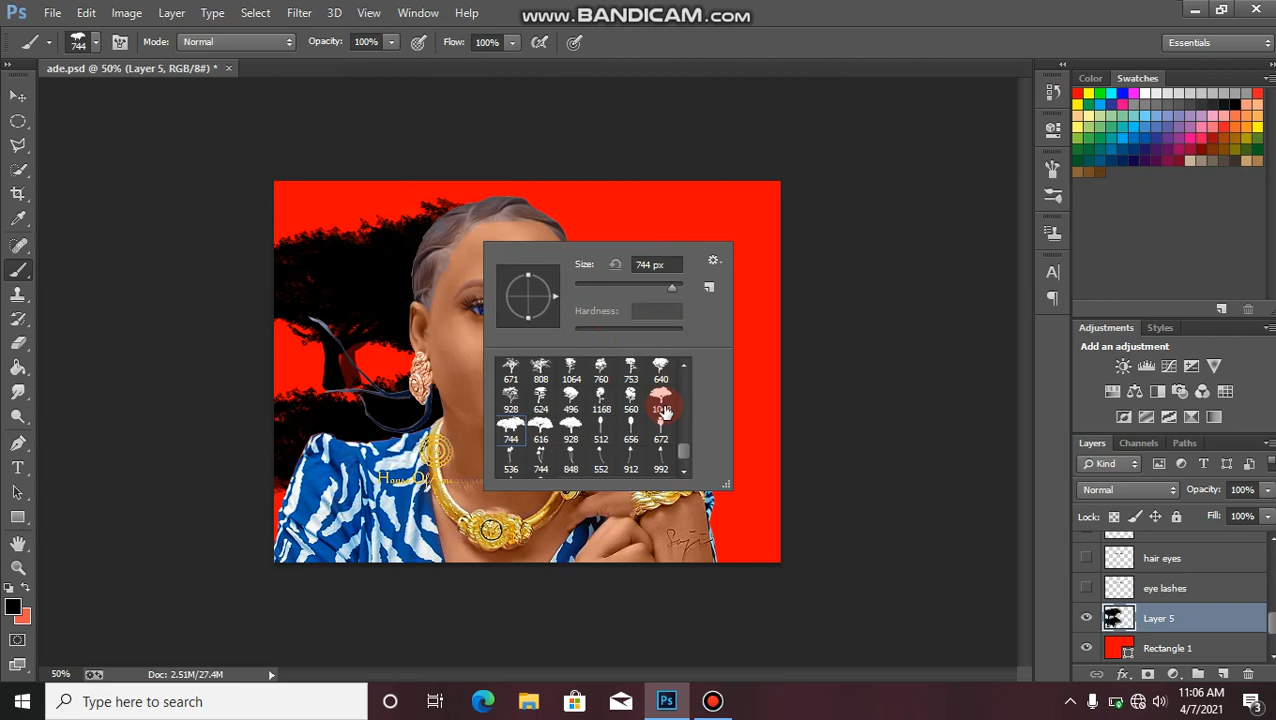 www.BANDICAM.com
Ps File Edit Image Layer Type Select Filter 3D View Window Help
744 Mode: Normal Opacity: 100% Flow: 100% Essentials
ade.psd @ 50% (Layer 5, RGB/8#) *
Color Swatches
Size: 744 px
Hardness:
671 808 1064 760 753 640
928 624 496 1168 560
744 616 928 512 656 672
536 744 848 552 912 992
Soji
Adjustments Styles
Add an adjustment
Layers Channels Paths
Kind
Normal Opacity: 100%
Lock: Fill: 100%
hair eyes
eye lashes
Layer 5
Rectangle 1
50% Doc: 2.51M/27.4M
Type here to search
Ps
11:06 AM
4/7/2021
3